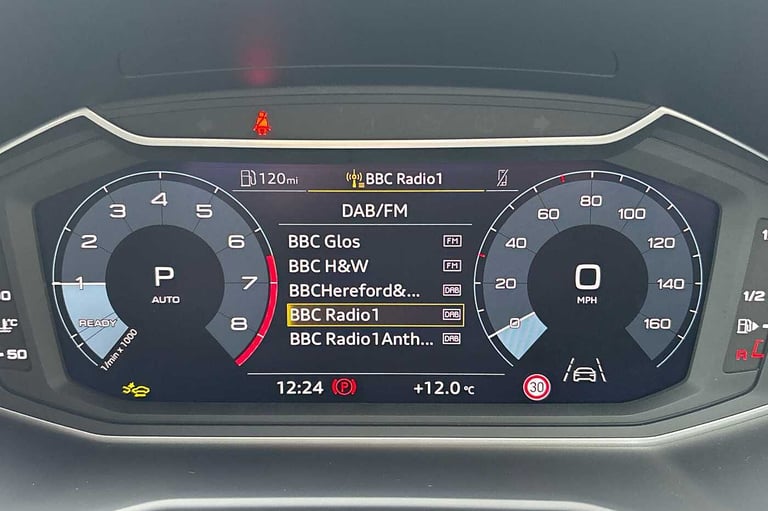 120mi
BBC Radio1
DAB/FM
BBC Glos FM
BBC H&W FM
BBCHereford&... DAB
BBC Radio1 DAB
BBC Radio1Anth... DAB
1
2
3
4
5
6
7
8
P
AUTO
READY
1/min x 1000
0
20
40
60
80
100
120
140
160
0
MPH
12:24
P
+12.0 °C
30
°C
50
1/2
R